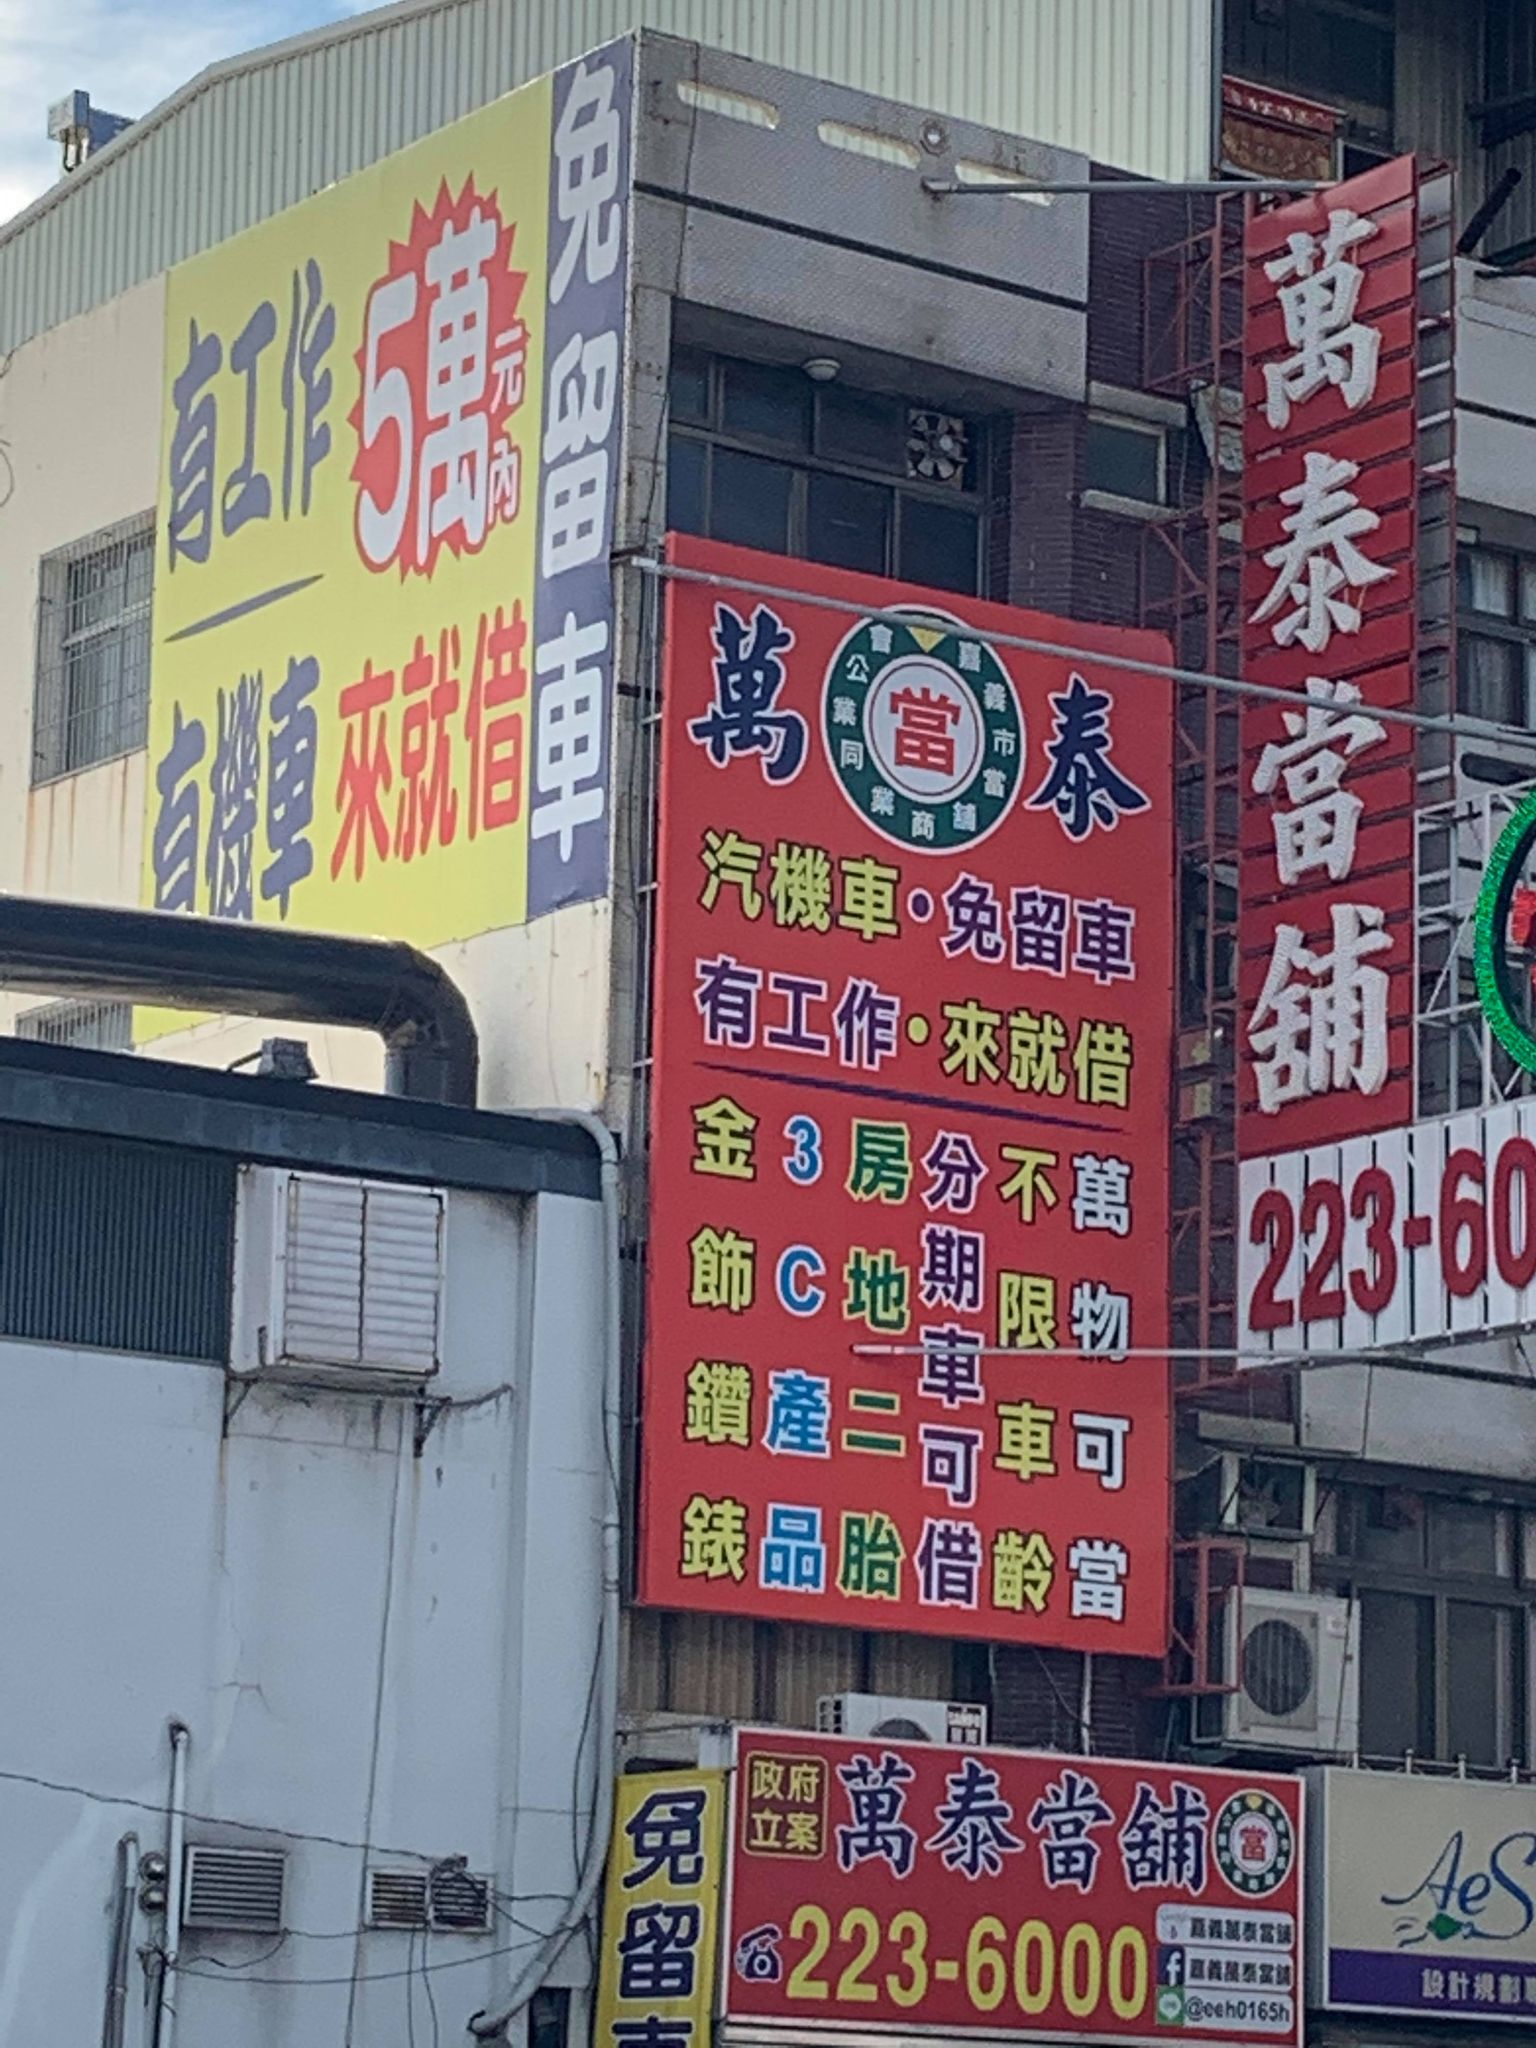 有工作 5萬元內
有機車 來就借
免留車
萬 泰
當
嘉義市當舖商業同業公會
汽機車・免留車
有工作・來就借
金飾鑽錶
3C產品
房地二胎
分期車可借
不限車齡
萬物可當
萬泰當舖
223-60
政府立案
萬泰當舖
當
223-6000
嘉義萬泰當舖
f 嘉義萬泰當舖
@eeh0165h
免留車
AeS
設計規劃